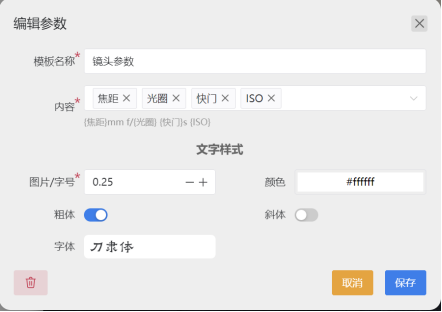 编辑参数
模板名称* 镜头参数
内容* 焦距 × 光圈 × 快门 × ISO ×
{焦距}mm f/{光圈} {快门}s {ISO}
文字样式
图片/字号* 0.25 − + 颜色 #ffffff
粗体 斜体
字体 刀隶体
取消 保存